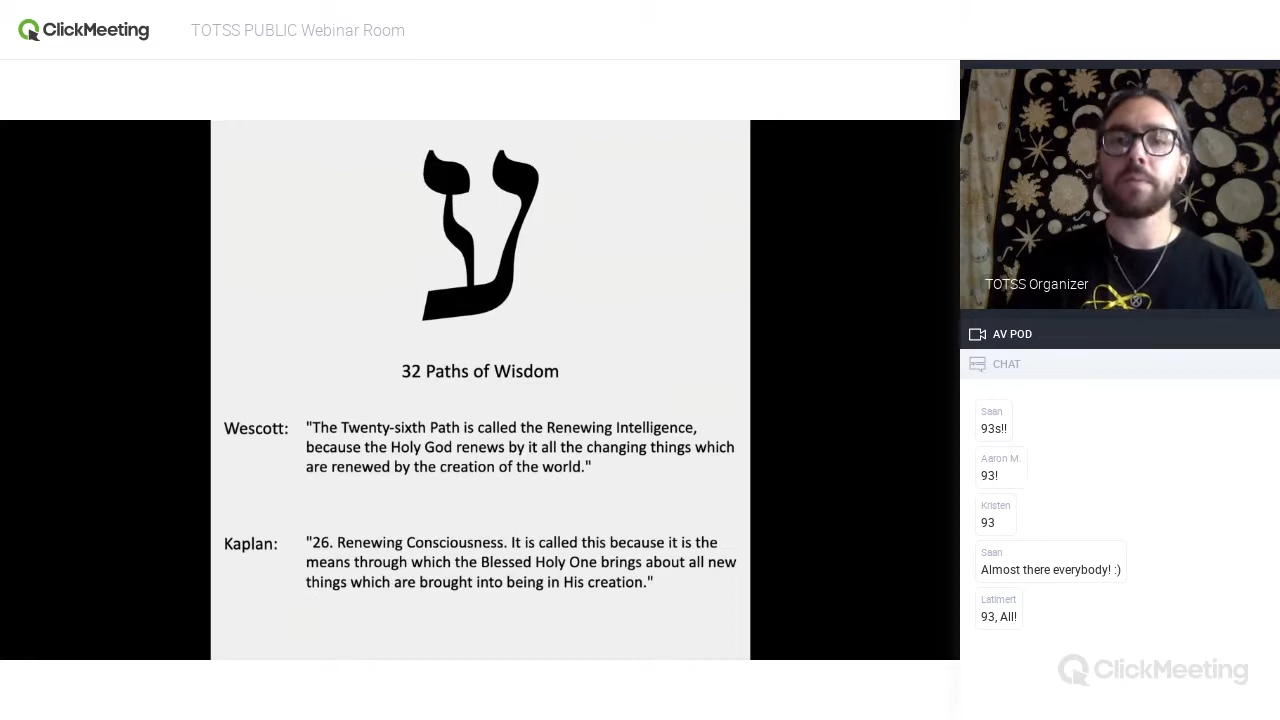 ClickMeeting
TOTSS PUBLIC Webinar Room
ע
32 Paths of Wisdom
Wescott: "The Twenty-sixth Path is called the Renewing Intelligence,
because the Holy God renews by it all the changing things which
are renewed by the creation of the world."
Kaplan: "26. Renewing Consciousness. It is called this because it is the
means through which the Blessed Holy One brings about all new
things which are brought into being in His creation."
TOTSS Organizer
AV POD
CHAT
Saan
93s!!
Aaron M.
93!
Kristen
93
Saan
Almost there everybody! :)
Latimert
93, All!
ClickMeeting